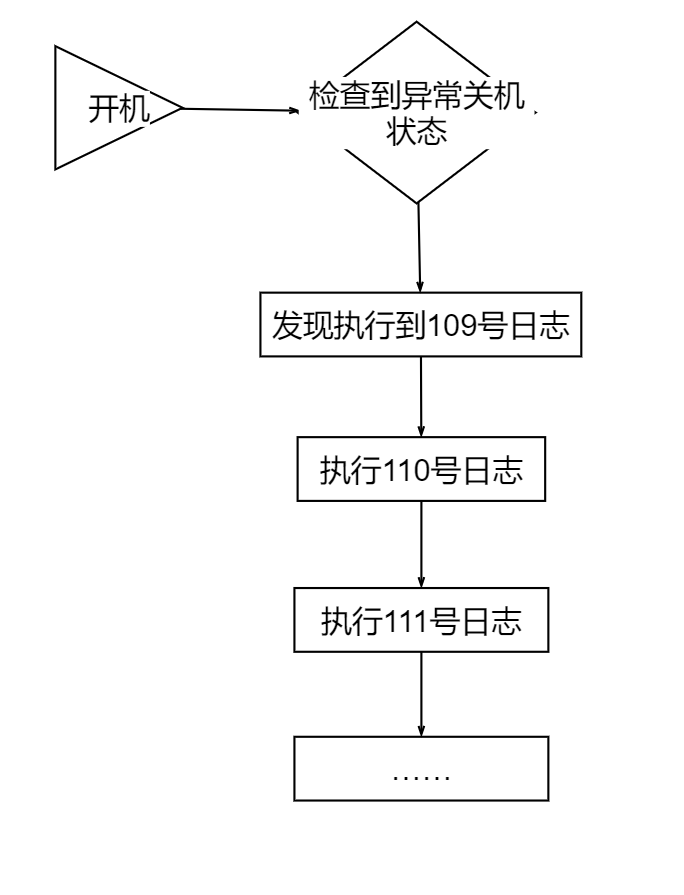 开机
检查到异常关机
状态
发现执行到109号日志
执行110号日志
执行111号日志
……